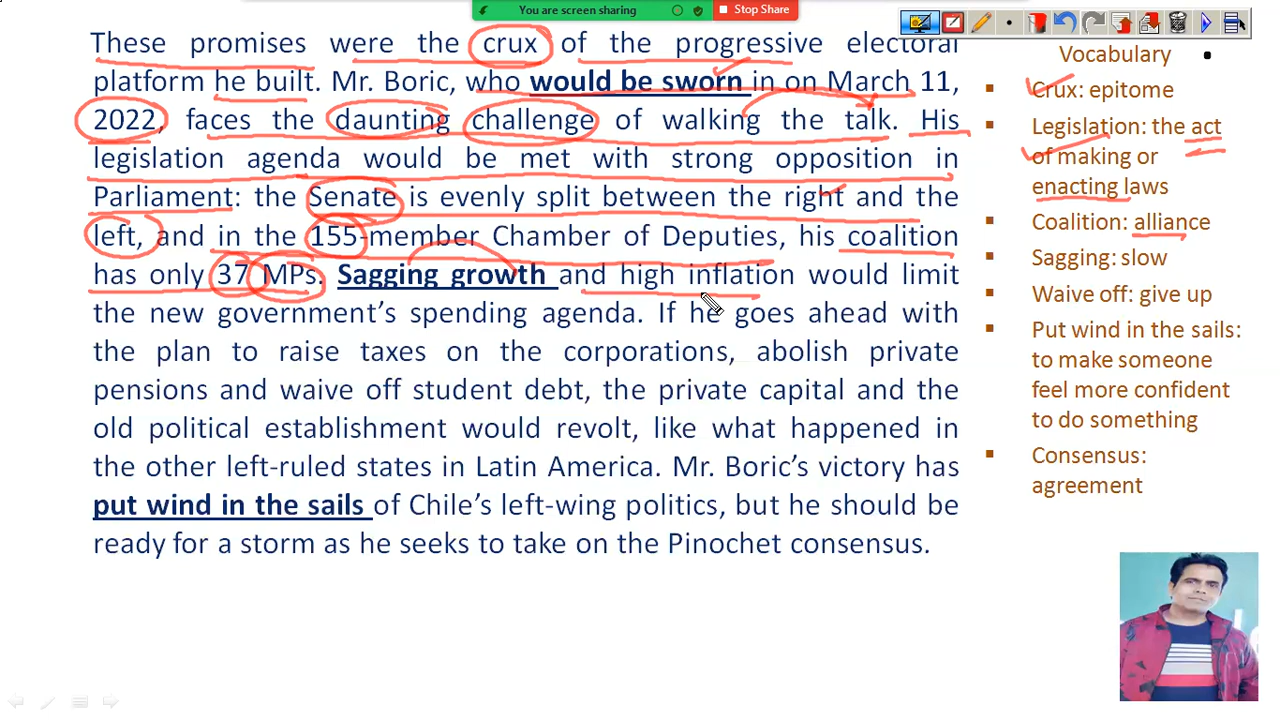 You are screen sharing
Stop Share
These promises were the crux of the progressive electoral
platform he built. Mr. Boric, who would be sworn in on March 11,
2022, faces the daunting challenge of walking the talk. His
legislation agenda would be met with strong opposition in
Parliament: the Senate is evenly split between the right and the
left, and in the 155-member Chamber of Deputies, his coalition
has only 37 MPs. Sagging growth and high inflation would limit
the new government's spending agenda. If he goes ahead with
the plan to raise taxes on the corporations, abolish private
pensions and waive off student debt, the private capital and the
old political establishment would revolt, like what happened in
the other left-ruled states in Latin America. Mr. Boric's victory has
put wind in the sails of Chile's left-wing politics, but he should be
ready for a storm as he seeks to take on the Pinochet consensus.
Vocabulary
Crux: epitome
Legislation: the act
of making or
enacting laws
Coalition: alliance
Sagging: slow
Waive off: give up
Put wind in the sails:
to make someone
feel more confident
to do something
Consensus:
agreement